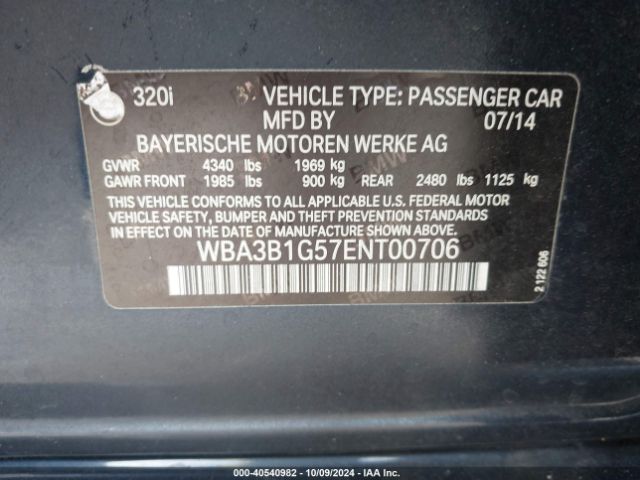 320i VEHICLE TYPE: PASSENGER CAR
MFD BY 07/14
BAYERISCHE MOTOREN WERKE AG
GVWR 4340 lbs 1969 kg
GAWR FRONT 1985 lbs 900 kg REAR 2480 lbs 1125 kg
THIS VEHICLE CONFORMS TO ALL APPLICABLE U.S. FEDERAL MOTOR
VEHICLE SAFETY, BUMPER AND THEFT PREVENTION STANDARDS
IN EFFECT ON THE DATE OF MANUFACTURE SHOWN ABOVE.
WBA3B1G57ENT00706
2 122 606
000-40540982 - 10/09/2024 - IAA Inc.